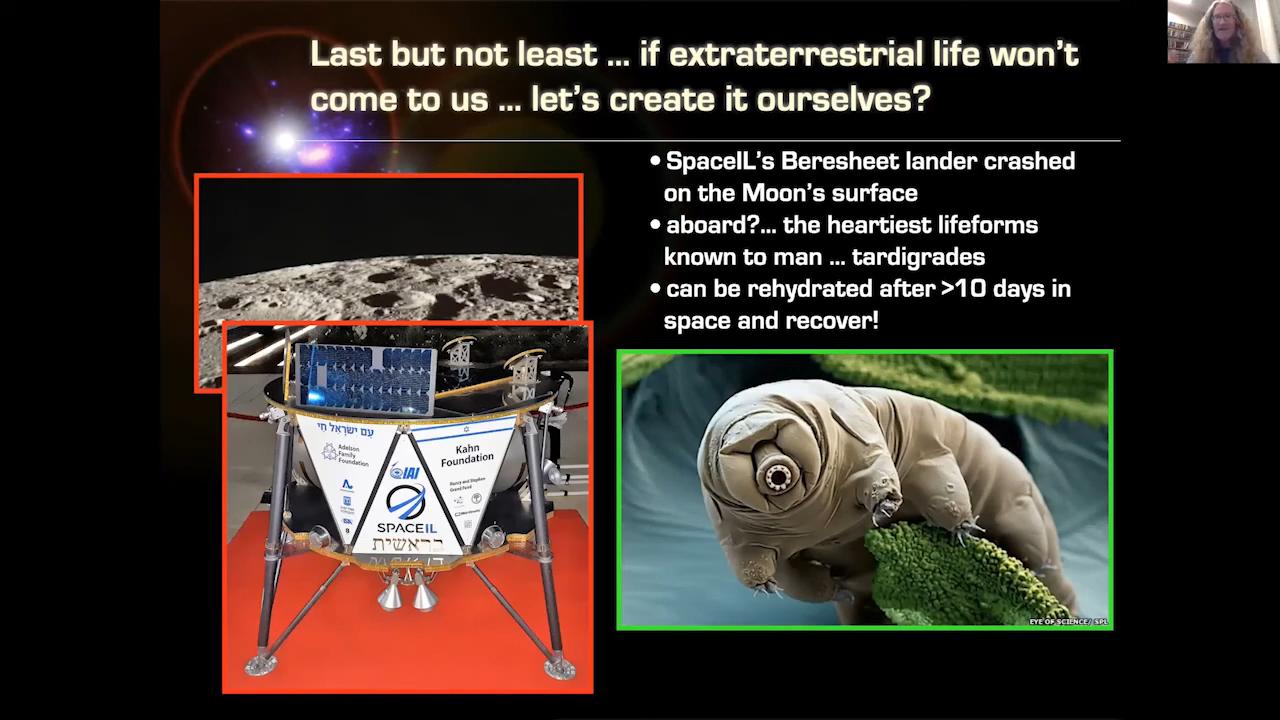 Last but not least ... if extraterrestrial life won't
come to us ... let's create it ourselves?
• SpaceIL's Beresheet lander crashed
on the Moon's surface
• aboard?... the heartiest lifeforms
known to man ... tardigrades
• can be rehydrated after >10 days in
space and recover!
עם ישראל חי
Adelson
Family
Foundation
Kahn
Foundation
IAI
SPACEIL
בראשית
EYE OF SCIENCE/ SPL